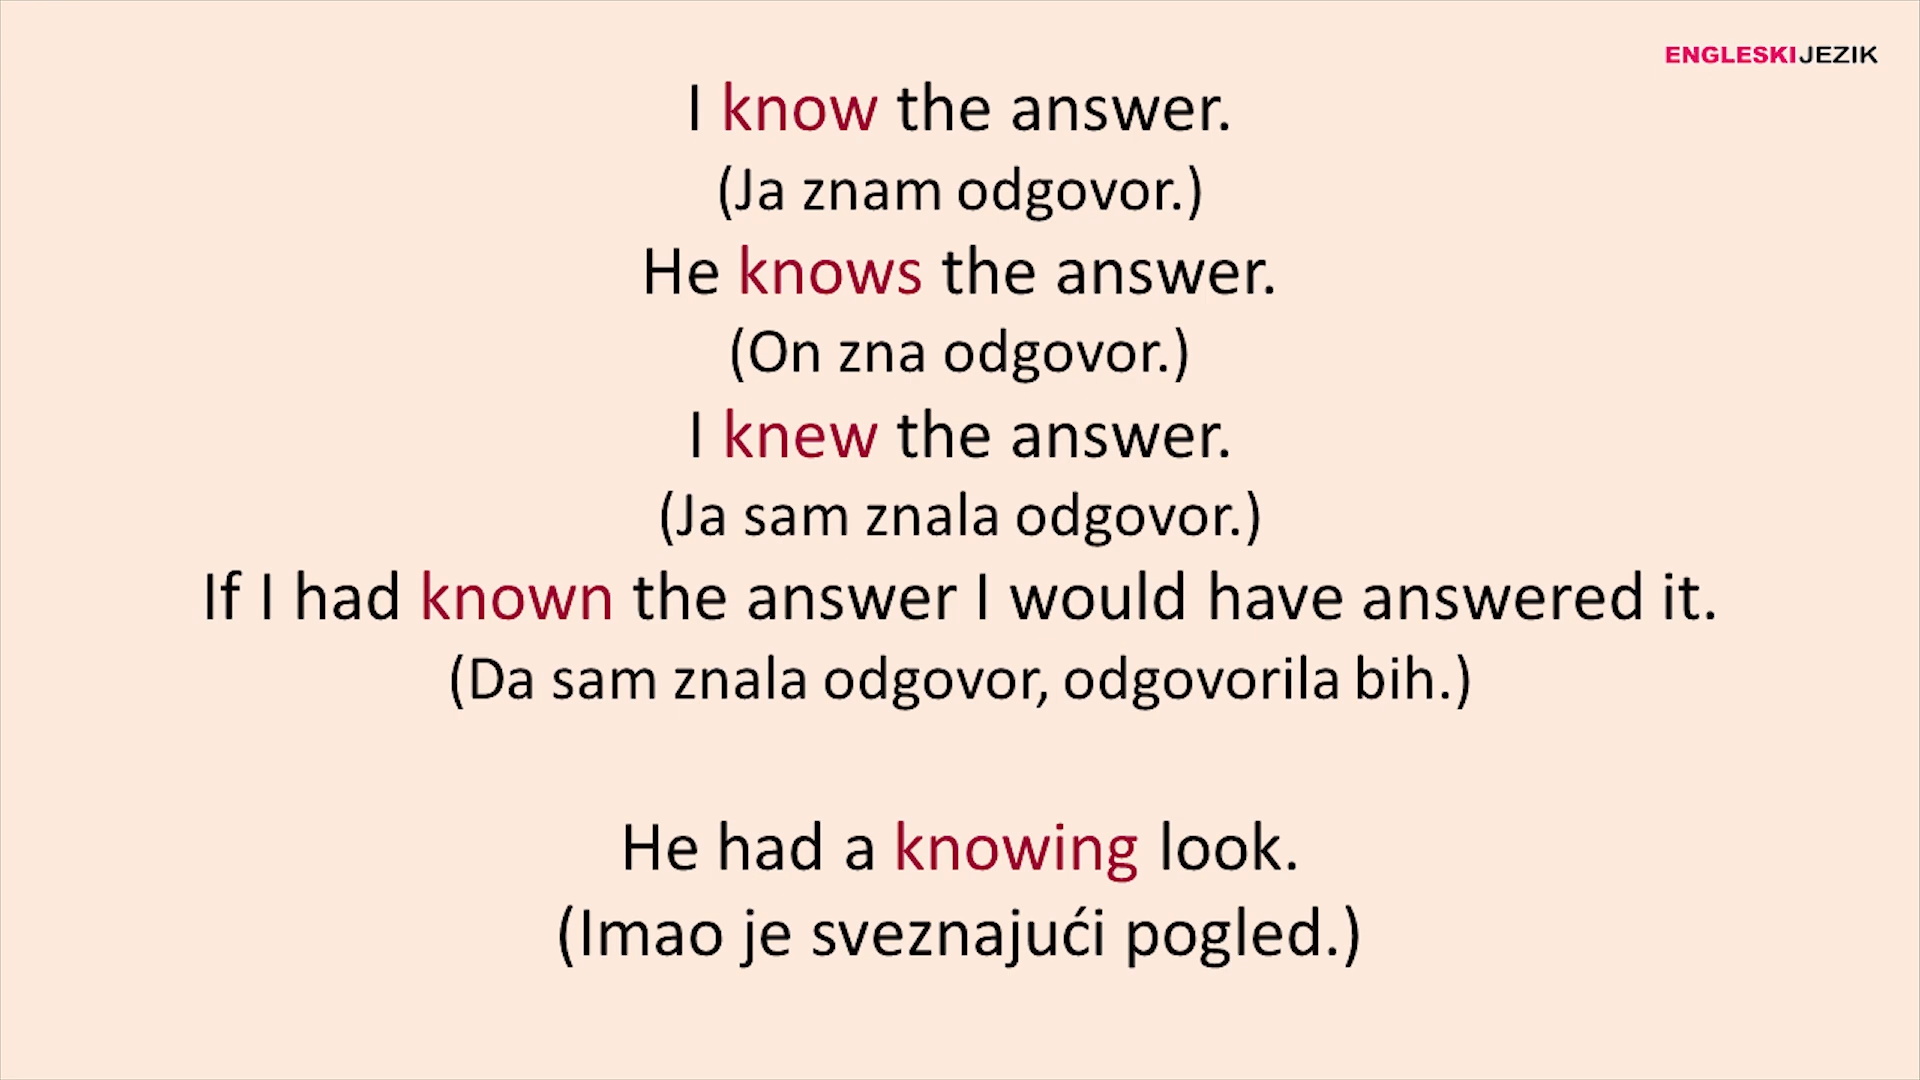 ENGLESKIJEZIK
I know the answer.
(Ja znam odgovor.)
He knows the answer.
(On zna odgovor.)
I knew the answer.
(Ja sam znala odgovor.)
If I had known the answer I would have answered it.
(Da sam znala odgovor, odgovorila bih.)
He had a knowing look.
(Imao je sveznajući pogled.)